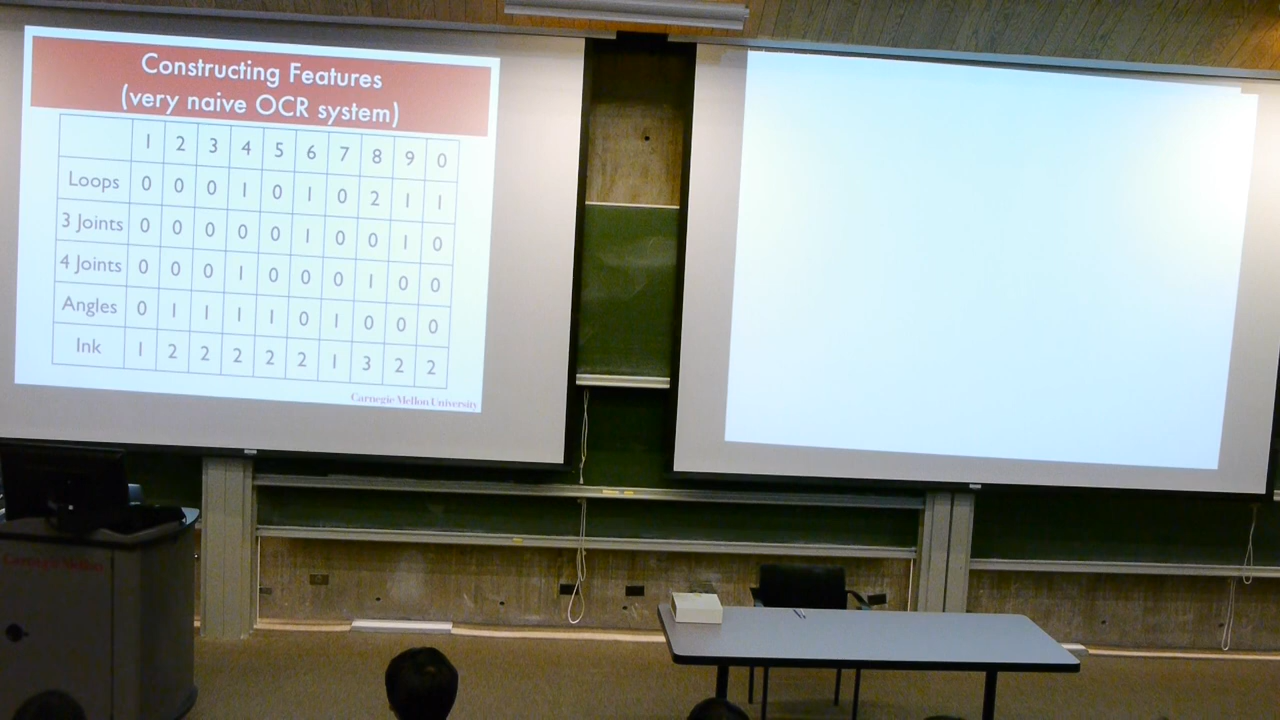 Constructing Features
(very naive OCR system)
1 2 3 4 5 6 7 8 9 0
Loops 0 0 0 1 0 1 0 2 1 1
3 Joints 0 0 0 0 0 1 0 0 1 0
4 Joints 0 0 0 1 0 0 0 1 0 0
Angles 0 1 1 1 1 0 1 0 0 0
Ink 1 2 2 2 2 2 1 3 2 2
Carnegie Mellon University
Carnegie Mellon